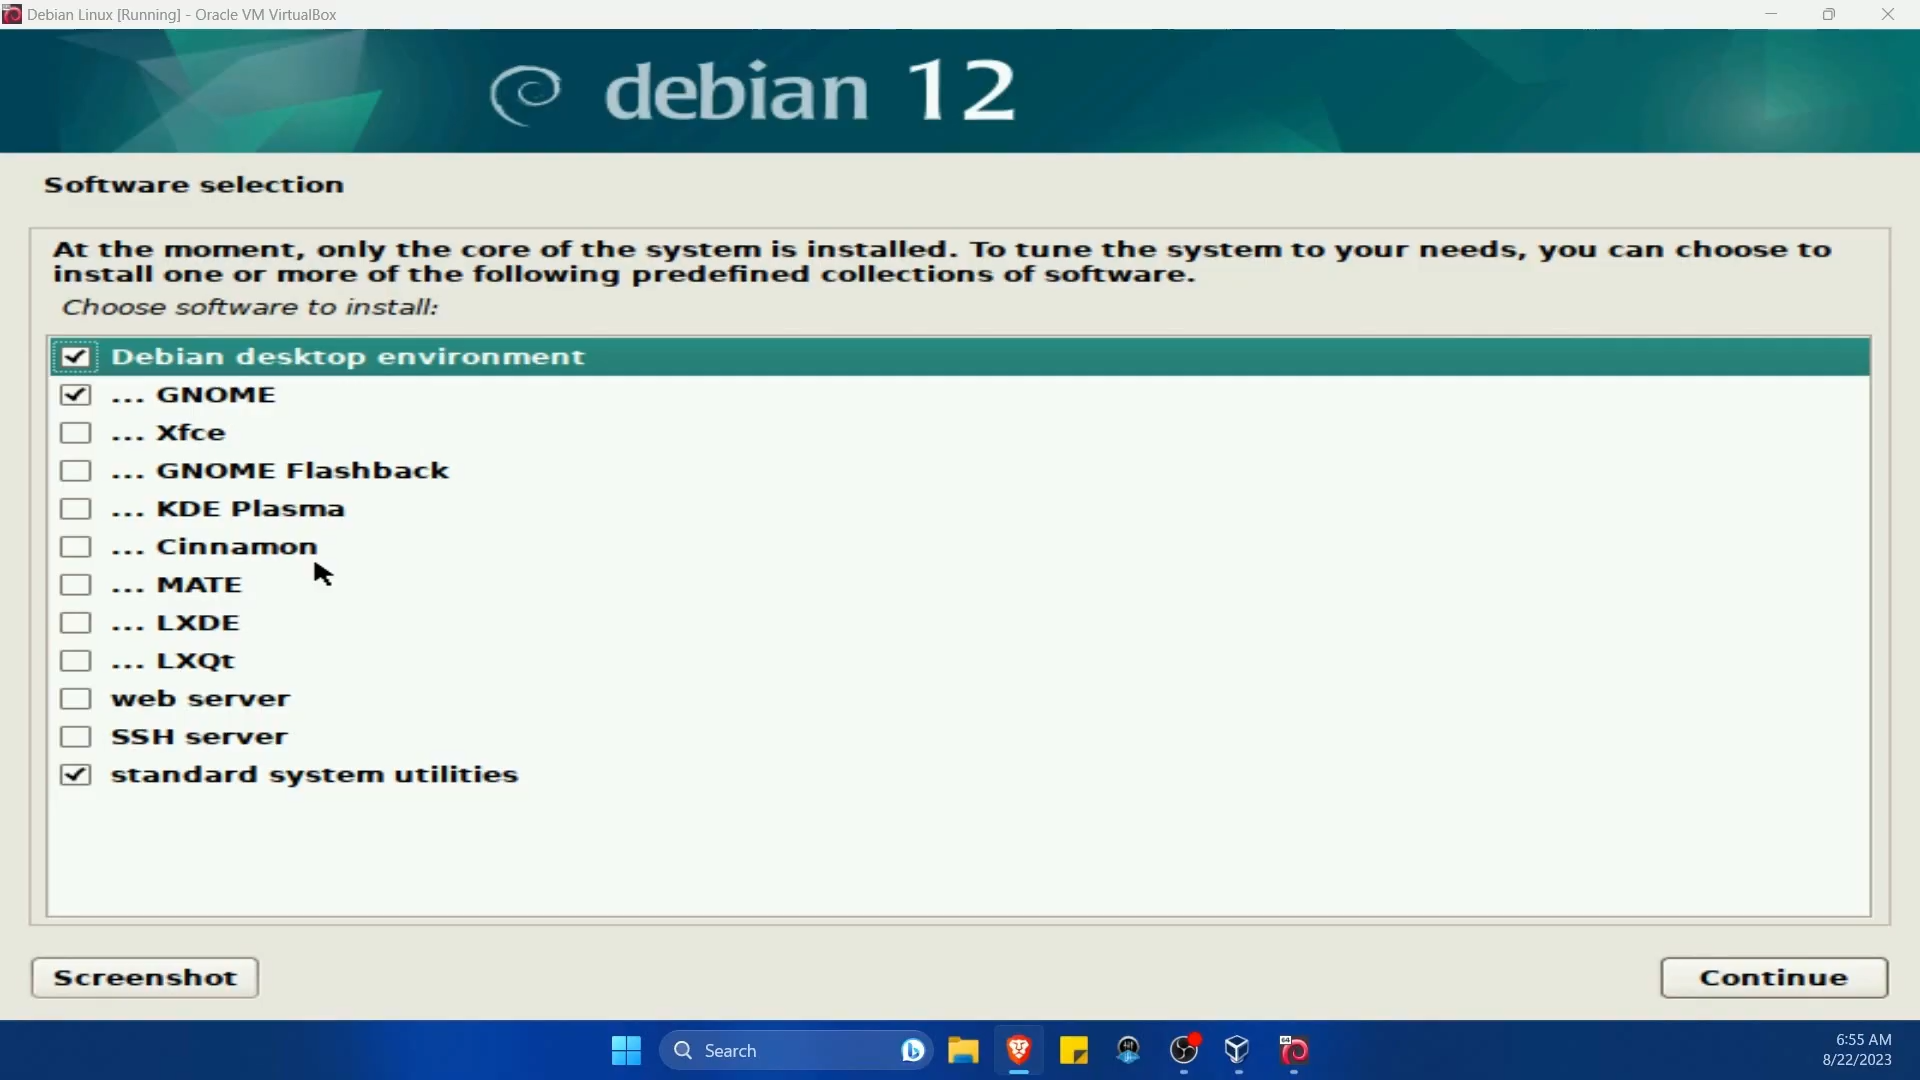 Debian Linux [Running] - Oracle VM VirtualBox
debian 12
Software selection
At the moment, only the core of the system is installed. To tune the system to your needs, you can choose to
install one or more of the following predefined collections of software.
Choose software to install:
Debian desktop environment
... GNOME
... Xfce
... GNOME Flashback
... KDE Plasma
... Cinnamon
... MATE
... LXDE
... LXQt
web server
SSH server
standard system utilities
Screenshot
Continue
Search
64
6:55 AM
8/22/2023